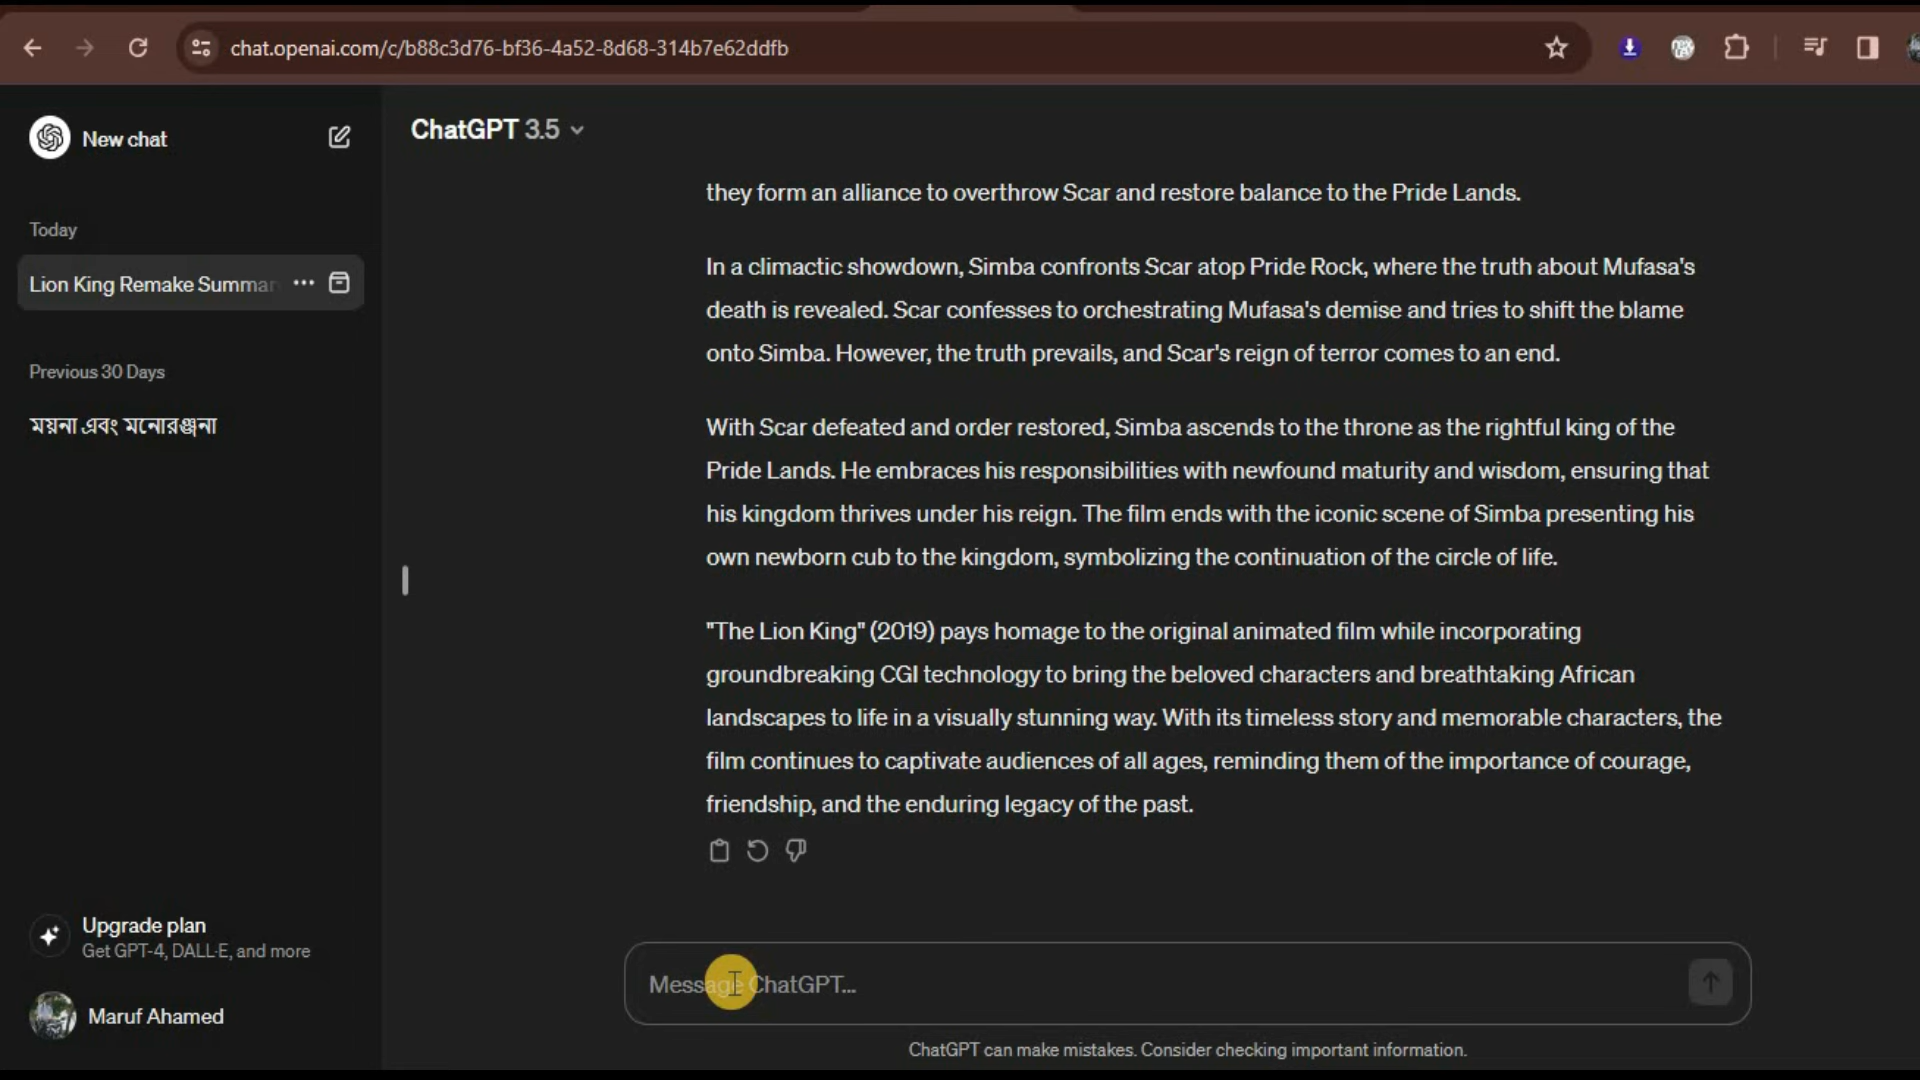 chat.openai.com/c/b88c3d76-bf36-4a52-8d68-314b7e62ddfb
New chat
Today
Lion King Remake Summar
Previous 30 Days
ময়না এবং মনোরঞ্জনা
Upgrade plan
Get GPT-4, DALL·E, and more
Maruf Ahamed
ChatGPT 3.5
they form an alliance to overthrow Scar and restore balance to the Pride Lands.
In a climactic showdown, Simba confronts Scar atop Pride Rock, where the truth about Mufasa's
death is revealed. Scar confesses to orchestrating Mufasa's demise and tries to shift the blame
onto Simba. However, the truth prevails, and Scar's reign of terror comes to an end.
With Scar defeated and order restored, Simba ascends to the throne as the rightful king of the
Pride Lands. He embraces his responsibilities with newfound maturity and wisdom, ensuring that
his kingdom thrives under his reign. The film ends with the iconic scene of Simba presenting his
own newborn cub to the kingdom, symbolizing the continuation of the circle of life.
"The Lion King" (2019) pays homage to the original animated film while incorporating
groundbreaking CGI technology to bring the beloved characters and breathtaking African
landscapes to life in a visually stunning way. With its timeless story and memorable characters, the
film continues to captivate audiences of all ages, reminding them of the importance of courage,
friendship, and the enduring legacy of the past.
Message ChatGPT...
ChatGPT can make mistakes. Consider checking important information.